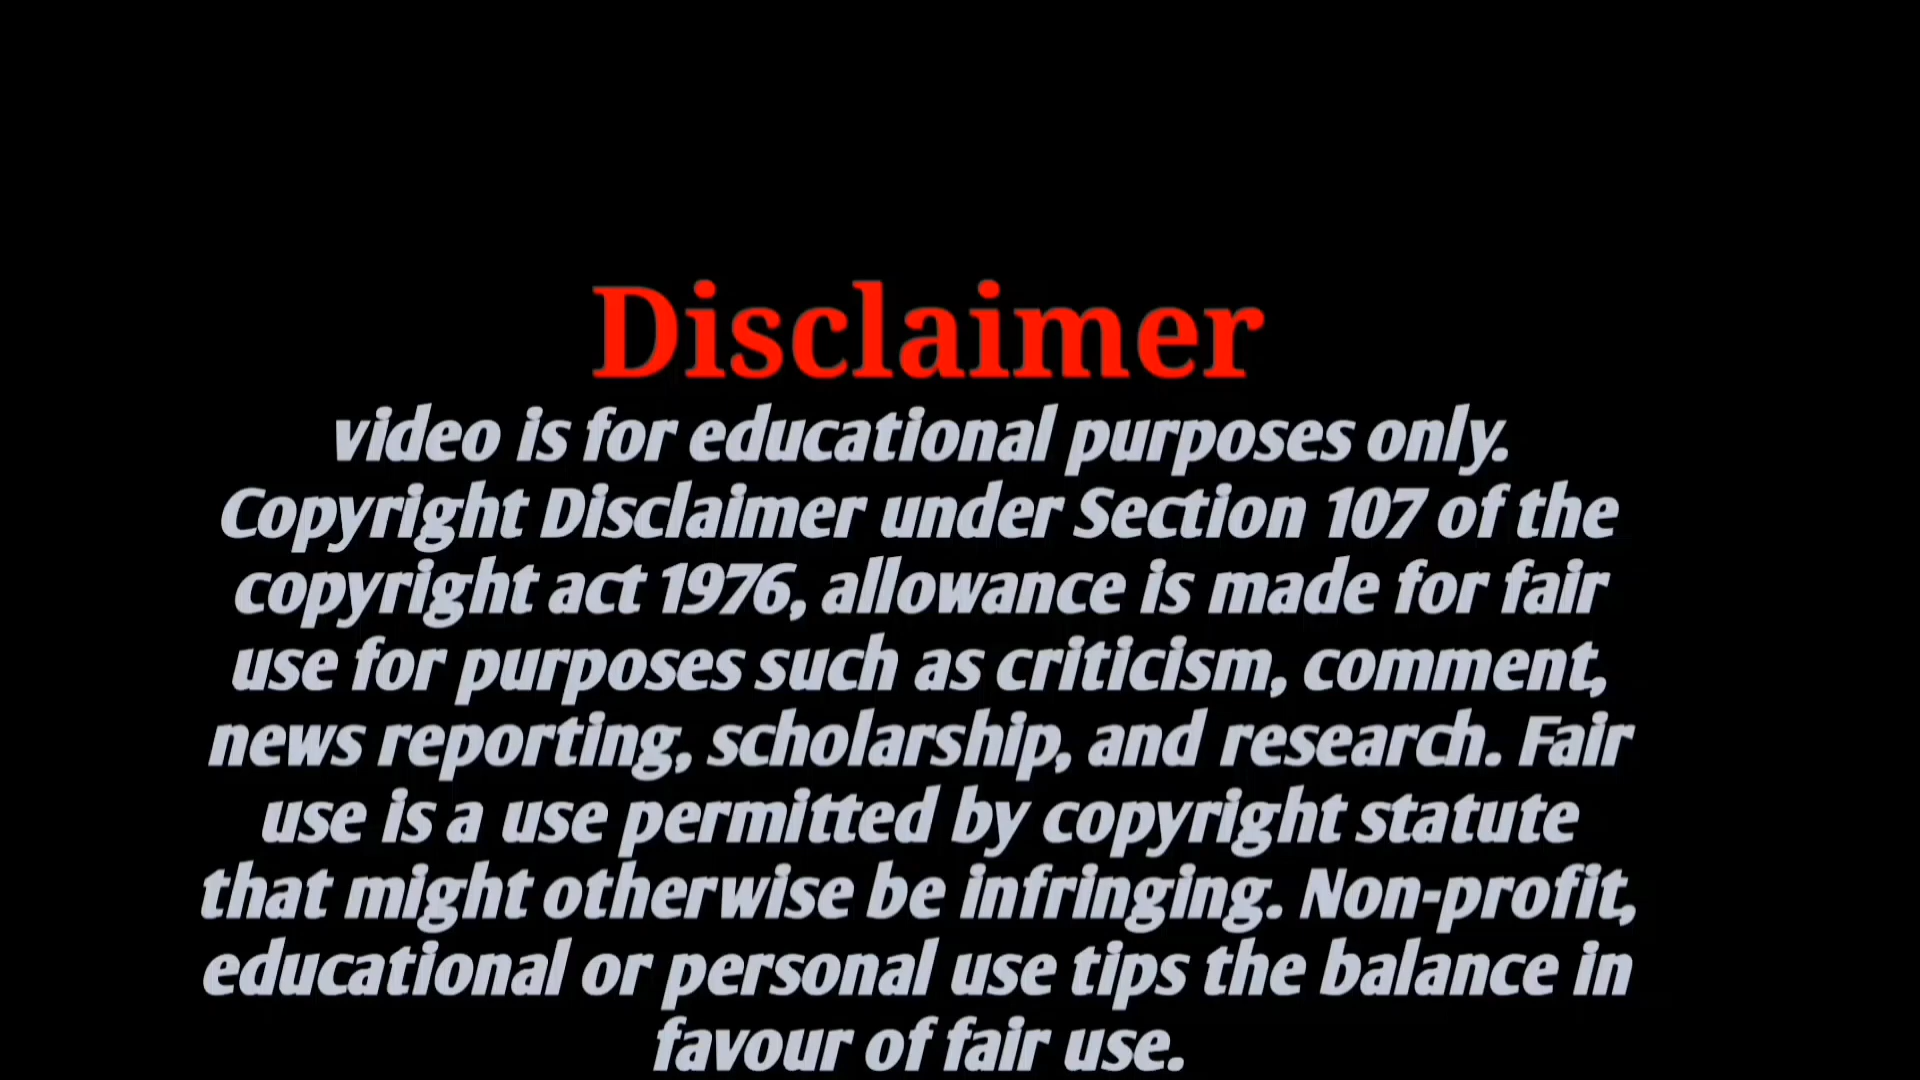 Disclaimer
video is for educational purposes only.
Copyright Disclaimer under Section 107 of the
copyright act 1976, allowance is made for fair
use for purposes such as criticism, comment,
news reporting, scholarship, and research. Fair
use is a use permitted by copyright statute
that might otherwise be infringing. Non-profit,
educational or personal use tips the balance in
favour of fair use.